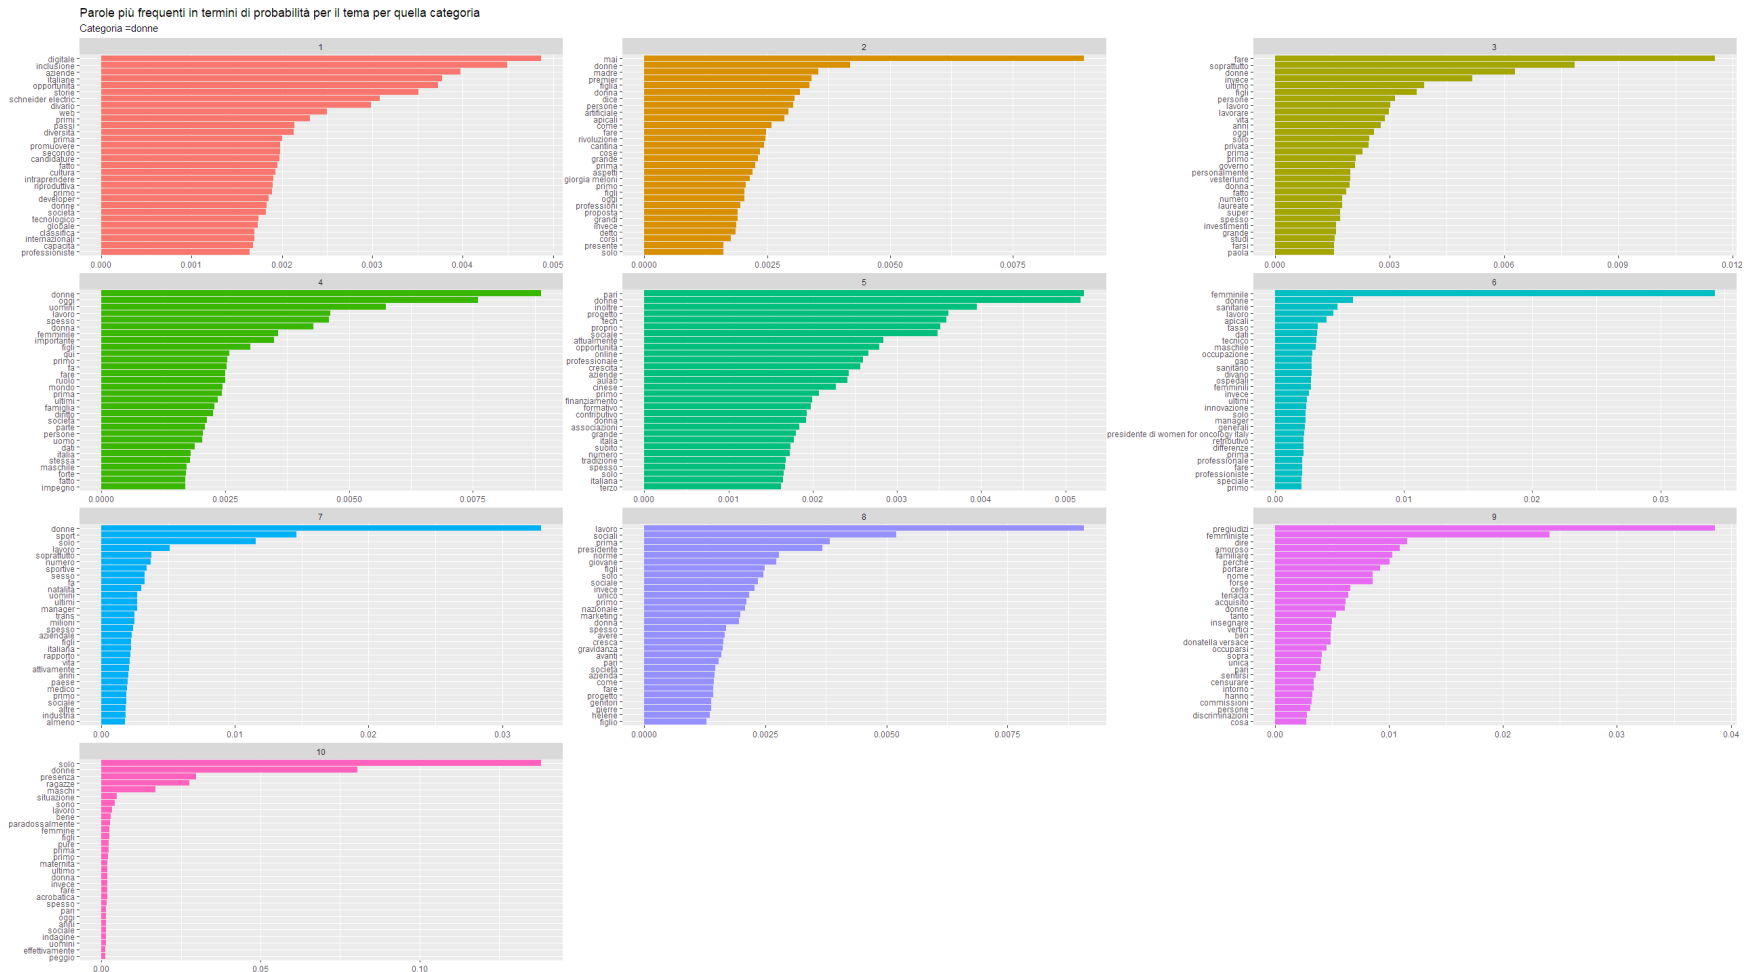 Parole più frequenti in termini di probabilità per il tema per quella categoria
Categoria =donne
1
digitale
inclusione
aziende
italiane
opportunità
storie
schneider electric
divario
web
primi
passi
diversità
prima
promuovere
secondo
candidature
fatto
cultura
intraprendere
riproduttiva
primo
developer
donne
società
tecnologico
globale
classifica
internazionali
capacità
professioniste
0.000 0.001 0.002 0.003 0.004 0.005
2
mai
donne
madre
premier
figlia
donna
dice
persone
artificiale
apicali
come
fare
rivoluzione
cantina
cose
grande
prima
aspetti
giorgia meloni
primo
figli
oggi
professioni
proposta
grandi
invece
detto
corsi
presente
solo
0.0000 0.0025 0.0050 0.0075
3
fare
soprattutto
donne
invece
ultimo
figli
persone
lavoro
lavorare
vita
anni
oggi
solo
privata
prima
primo
governo
personalmente
vesterlund
donna
fatto
numero
laureate
super
spesso
investimenti
grande
studi
farsi
paola
0.000 0.003 0.006 0.009 0.012
4
donne
oggi
uomini
lavoro
spesso
donna
femminile
importante
figli
qui
primo
fa
fare
ruolo
mondo
prima
ultimi
famiglia
diritto
società
parte
persone
uomo
dati
italia
stessa
maschile
forte
fatto
impegno
0.0000 0.0025 0.0050 0.0075
5
pari
donne
inoltre
progetto
tech
proprio
sociale
attualmente
opportunità
online
professionale
crescita
aziende
aulab
cinese
primo
finanziamento
formativo
contributivo
donna
associazioni
grande
italia
subito
numero
tradizione
spesso
solo
italiana
terzo
0.000 0.001 0.002 0.003 0.004 0.005
6
femminile
donne
sanitarie
lavoro
apicali
tasso
dati
tecnico
maschile
occupazione
gap
sanitario
divario
ospedali
femminili
invece
ultimi
innovazione
solo
manager
generali
presidente di women for oncology italy
retributivo
differenze
prima
professionale
fare
professioniste
speciale
primo
0.00 0.01 0.02 0.03
7
donne
sport
solo
lavoro
soprattutto
numero
sportive
sesso
fa
natalità
uomini
ultimi
manager
trans
milioni
spesso
aziendale
figli
italiana
rapporto
vita
attivamente
anni
paese
medico
primo
sociale
altre
industria
almeno
0.00 0.01 0.02 0.03
8
lavoro
sociali
prima
presidente
norme
giovane
figli
solo
sociale
invece
unico
primo
nazionale
marketing
donna
spesso
avere
cresca
gravidanza
avanti
pari
società
azienda
come
fare
progetto
genitori
pierre
hélène
figlio
0.0000 0.0025 0.0050 0.0075
9
pregiudizi
femministe
dire
amoroso
familiare
perché
portare
nome
forse
certo
tenacia
acquisito
donne
tanto
insegnare
vertici
ben
donatella versace
occuparsi
sopra
unica
pari
sentirsi
censurare
intorno
hanno
commissioni
persone
discriminazioni
cosa
0.00 0.01 0.02 0.03 0.04
10
solo
donne
presenza
ragazze
maschi
situazione
sono
lavoro
bene
paradossalmente
femmine
figli
pure
prima
primo
maternità
ultimo
donna
invece
fare
acrobatica
spesso
pari
oggi
anni
sociale
indagine
uomini
effettivamente
peggio
0.00 0.05 0.10